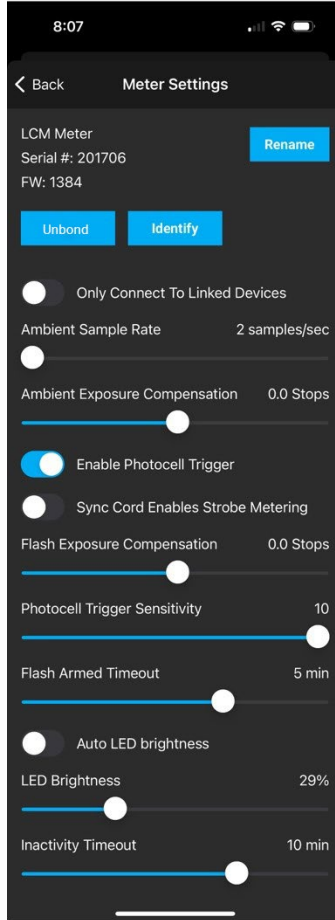 8:07
Back Meter Settings
LCM Meter
Serial #: 201706
FW: 1384
Rename
Unbond Identify
Only Connect To Linked Devices
Ambient Sample Rate 2 samples/sec
Ambient Exposure Compensation 0.0 Stops
Enable Photocell Trigger
Sync Cord Enables Strobe Metering
Flash Exposure Compensation 0.0 Stops
Photocell Trigger Sensitivity 10
Flash Armed Timeout 5 min
Auto LED brightness
LED Brightness 29%
Inactivity Timeout 10 min